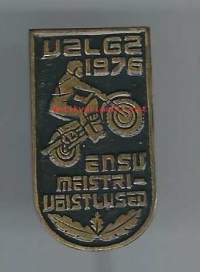 VALGA
1976
ENSV
MEISTRI-
VÕISTLUSED